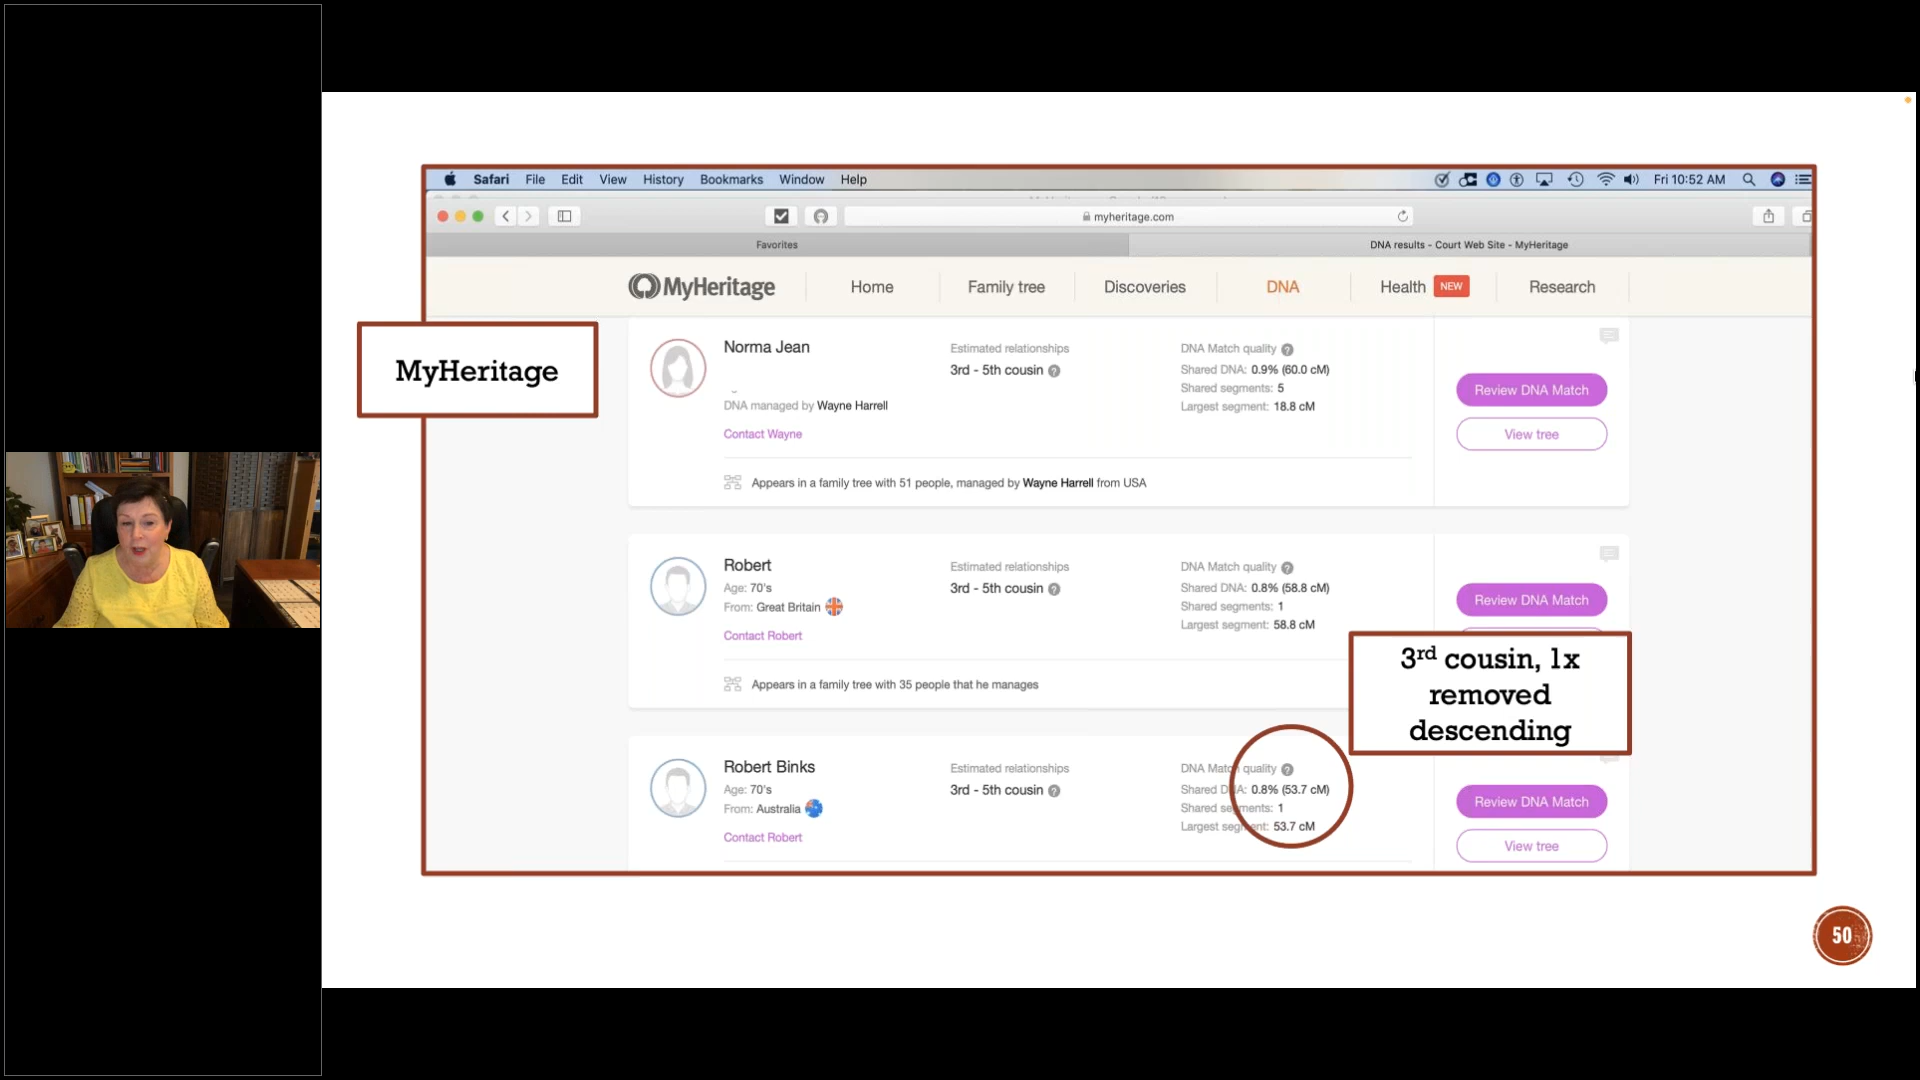 Safari File Edit View History Bookmarks Window Help Fri 10:52 AM
myheritage.com
Favorites DNA results - Court Web Site - MyHeritage
MyHeritage Home Family tree Discoveries DNA Health NEW Research
MyHeritage
Norma Jean
DNA managed by Wayne Harrell
Contact Wayne
Estimated relationships
3rd - 5th cousin ?
DNA Match quality ?
Shared DNA: 0.9% (60.0 cM)
Shared segments: 5
Largest segment: 18.8 cM
Review DNA Match
View tree
Appears in a family tree with 51 people, managed by Wayne Harrell from USA
Robert
Age: 70's
From: Great Britain
Contact Robert
Estimated relationships
3rd - 5th cousin ?
DNA Match quality ?
Shared DNA: 0.8% (58.8 cM)
Shared segments: 1
Largest segment: 58.8 cM
Review DNA Match
Appears in a family tree with 35 people that he manages
3rd cousin, 1x
removed
descending
Robert Binks
Age: 70's
From: Australia
Contact Robert
Estimated relationships
3rd - 5th cousin ?
DNA Match quality ?
Shared DNA: 0.8% (53.7 cM)
Shared segments: 1
Largest segment: 53.7 cM
Review DNA Match
View tree
50